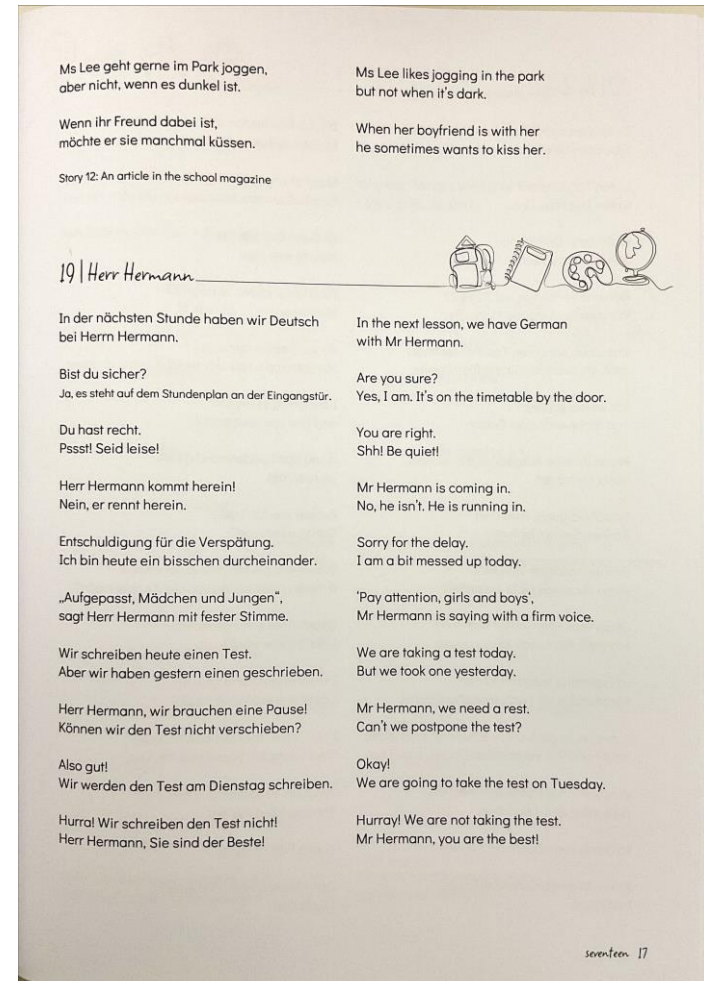 Ms Lee geht gerne im Park joggen,
aber nicht, wenn es dunkel ist.
Wenn ihr Freund dabei ist,
möchte er sie manchmal küssen.
Story 12: An article in the school magazine
Ms Lee likes jogging in the park
but not when it's dark.
When her boyfriend is with her
he sometimes wants to kiss her.
19 | Herr Hermann
In der nächsten Stunde haben wir Deutsch
bei Herrn Hermann.
Bist du sicher?
Ja, es steht auf dem Stundenplan an der Eingangstür.
Du hast recht.
Pssst! Seid leise!
Herr Hermann kommt herein!
Nein, er rennt herein.
Entschuldigung für die Verspätung.
Ich bin heute ein bisschen durcheinander.
„Aufgepasst, Mädchen und Jungen“,
sagt Herr Hermann mit fester Stimme.
Wir schreiben heute einen Test.
Aber wir haben gestern einen geschrieben.
Herr Hermann, wir brauchen eine Pause!
Können wir den Test nicht verschieben?
Also gut!
Wir werden den Test am Dienstag schreiben.
Hurra! Wir schreiben den Test nicht!
Herr Hermann, Sie sind der Beste!
In the next lesson, we have German
with Mr Hermann.
Are you sure?
Yes, I am. It's on the timetable by the door.
You are right.
Shh! Be quiet!
Mr Hermann is coming in.
No, he isn't. He is running in.
Sorry for the delay.
I am a bit messed up today.
'Pay attention, girls and boys',
Mr Hermann is saying with a firm voice.
We are taking a test today.
But we took one yesterday.
Mr Hermann, we need a rest.
Can't we postpone the test?
Okay!
We are going to take the test on Tuesday.
Hurray! We are not taking the test.
Mr Hermann, you are the best!
seventeen 17